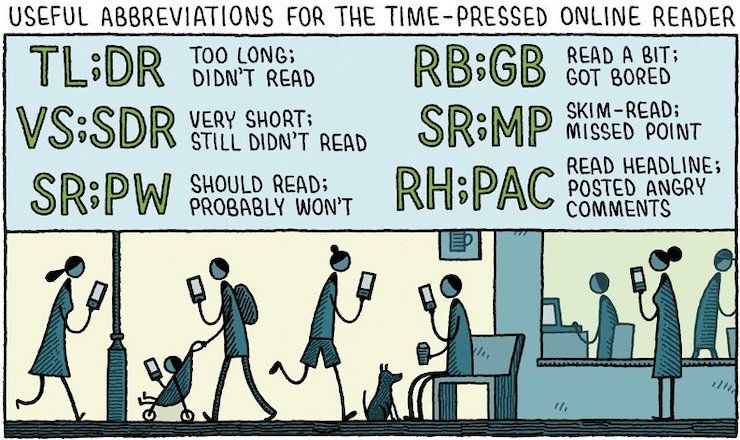 USEFUL ABBREVIATIONS FOR THE TIME-PRESSED ONLINE READER
TL;DR
TOO LONG;
DIDN'T READ
VS;SDR
VERY SHORT;
STILL DIDN'T READ
SR;PW
SHOULD READ;
PROBABLY WON'T
RB;GB
READ A BIT;
GOT BORED
SR;MP
SKIM-READ;
MISSED POINT
RH;PAC
READ HEADLINE;
POSTED ANGRY
COMMENTS